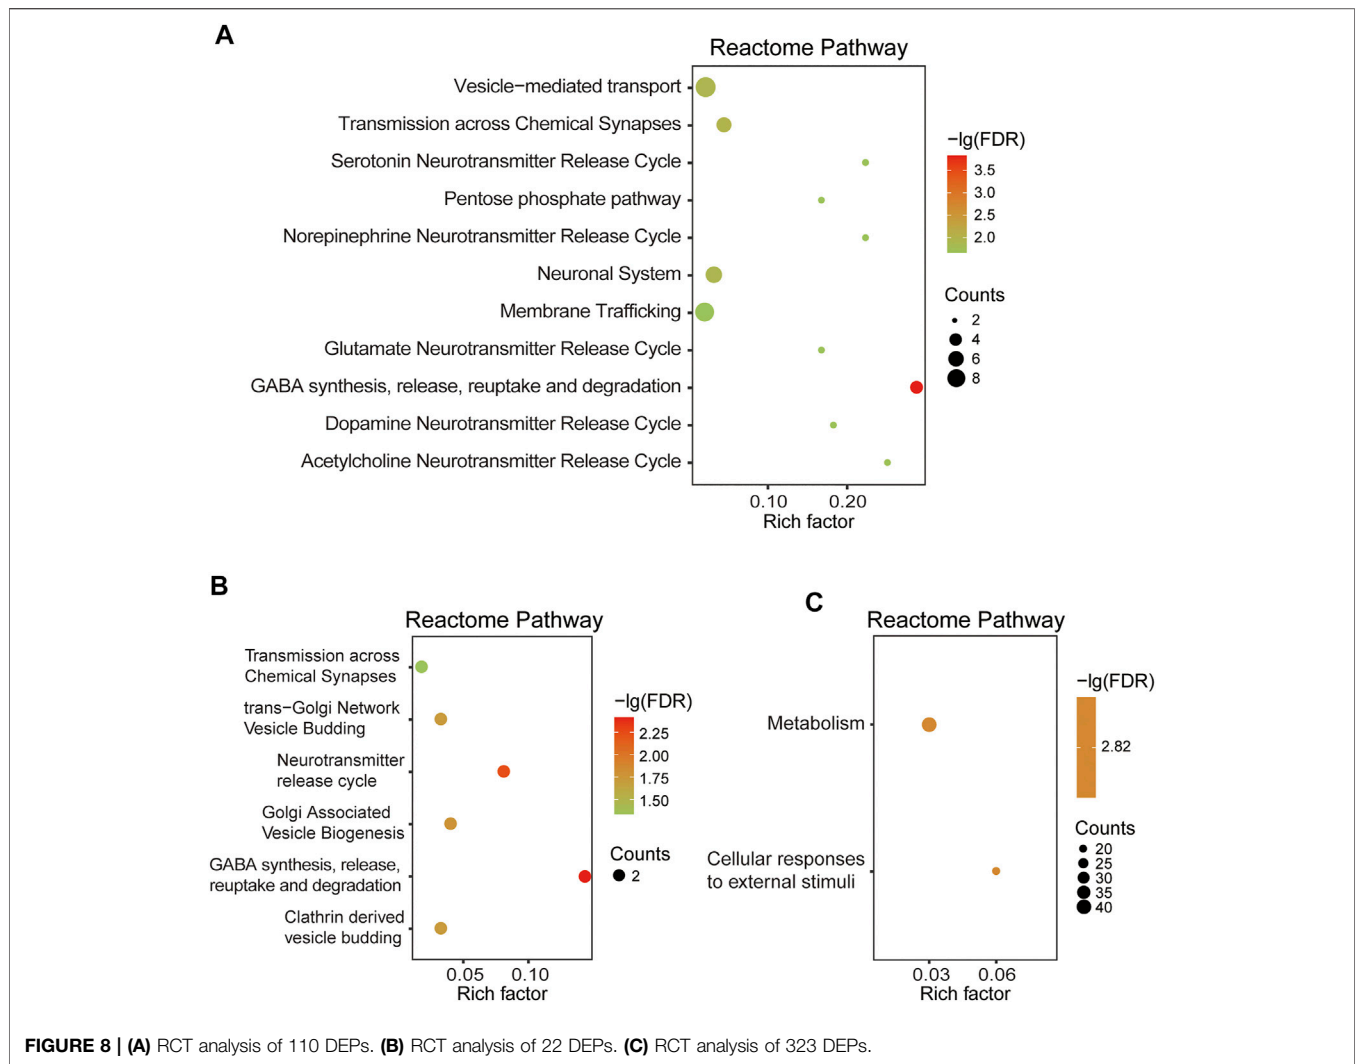 A
Reactome Pathway
Vesicle−mediated transport
Transmission across Chemical Synapses
Serotonin Neurotransmitter Release Cycle
Pentose phosphate pathway
Norepinephrine Neurotransmitter Release Cycle
Neuronal System
Membrane Trafficking
Glutamate Neurotransmitter Release Cycle
GABA synthesis, release, reuptake and degradation
Dopamine Neurotransmitter Release Cycle
Acetylcholine Neurotransmitter Release Cycle
0.10 0.20
Rich factor
−lg(FDR)
3.5
3.0
2.5
2.0
Counts
2
4
6
8
B
Reactome Pathway
Transmission across
Chemical Synapses
trans−Golgi Network
Vesicle Budding
Neurotransmitter
release cycle
Golgi Associated
Vesicle Biogenesis
GABA synthesis, release,
reuptake and degradation
Clathrin derived
vesicle budding
0.05 0.10
Rich factor
−lg(FDR)
2.25
2.00
1.75
1.50
Counts
2
C
Reactome Pathway
Metabolism
Cellular responses
to external stimuli
0.03 0.06
Rich factor
−lg(FDR)
2.82
Counts
20
25
30
35
40
FIGURE 8 | (A) RCT analysis of 110 DEPs. (B) RCT analysis of 22 DEPs. (C) RCT analysis of 323 DEPs.